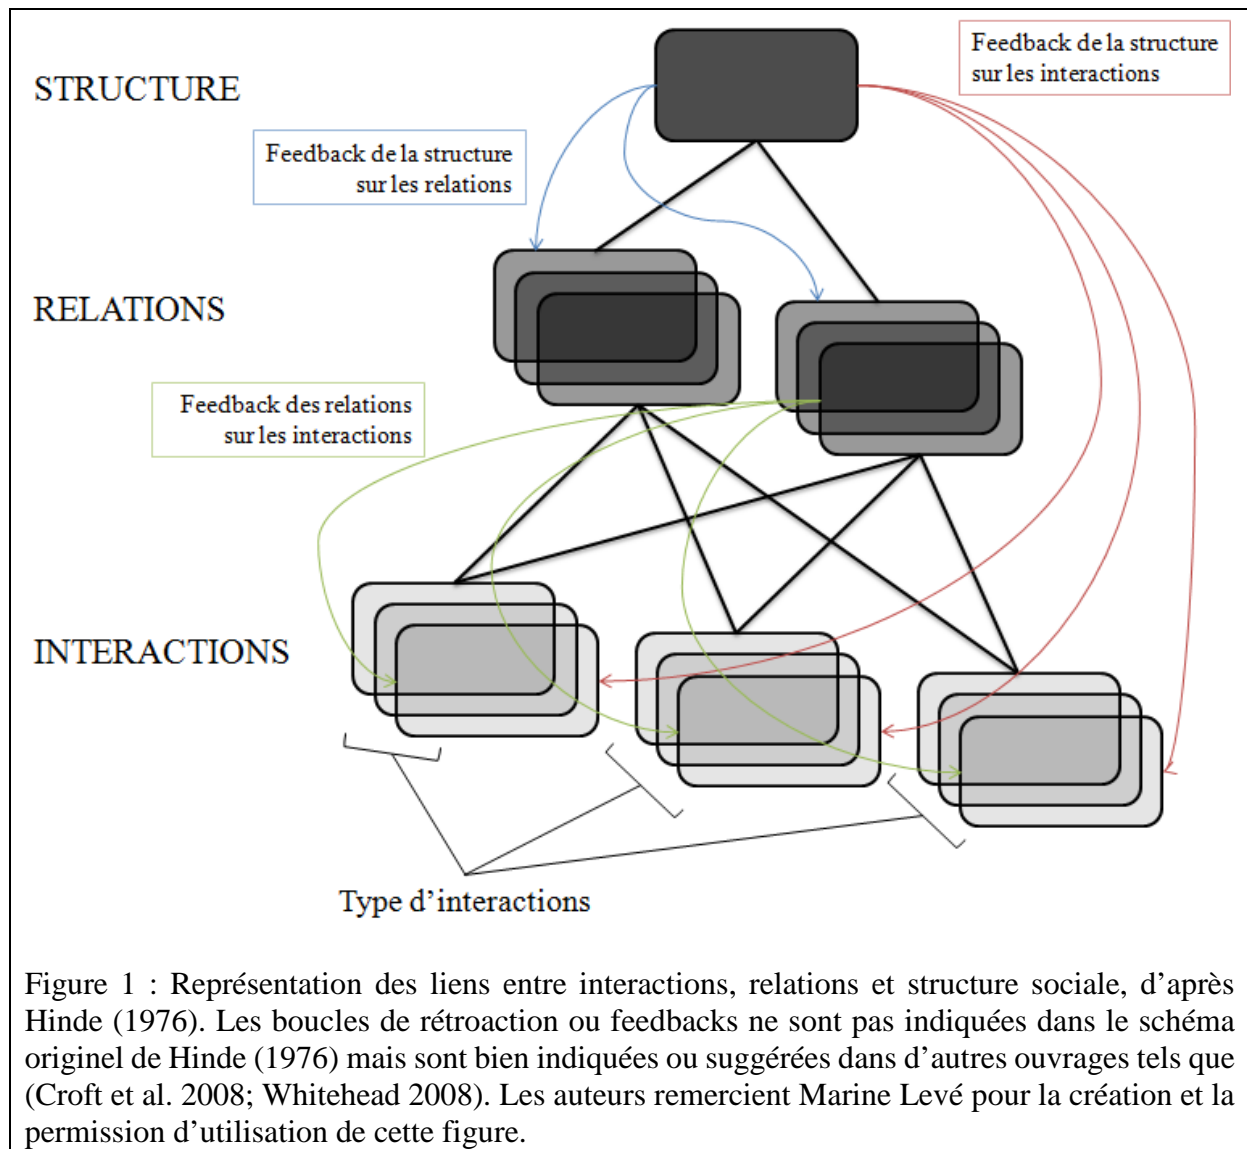 STRUCTURE
Feedback de la structure
sur les interactions
Feedback de la structure
sur les relations
RELATIONS
Feedback des relations
sur les interactions
INTERACTIONS
Type d’interactions
Figure 1 : Représentation des liens entre interactions, relations et structure sociale, d’après
Hinde (1976). Les boucles de rétroaction ou feedbacks ne sont pas indiquées dans le schéma
originel de Hinde (1976) mais sont bien indiquées ou suggérées dans d’autres ouvrages tels que
(Croft et al. 2008; Whitehead 2008). Les auteurs remercient Marine Levé pour la création et la
permission d’utilisation de cette figure.